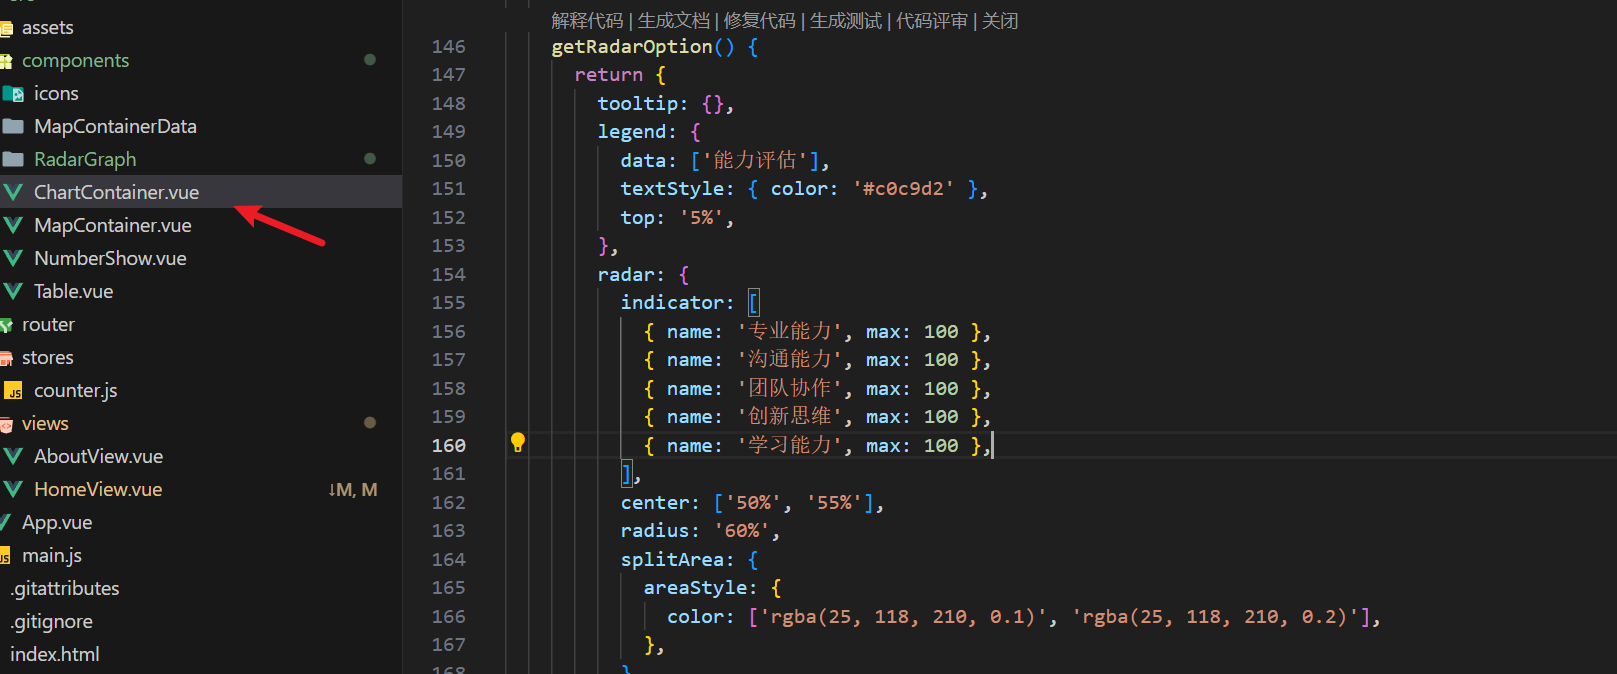 assets
components
icons
MapContainerData
RadarGraph
ChartContainer.vue
MapContainer.vue
NumberShow.vue
Table.vue
router
stores
JS counter.js
views
AboutView.vue
HomeView.vue ↓M, M
App.vue
JS main.js
.gitattributes
.gitignore
index.html
解释代码 | 生成文档 | 修复代码 | 生成测试 | 代码评审 | 关闭
146 getRadarOption() {
147 return {
148 tooltip: {},
149 legend: {
150 data: ['能力评估'],
151 textStyle: { color: '#c0c9d2' },
152 top: '5%',
153 },
154 radar: {
155 indicator: [
156 { name: '专业能力', max: 100 },
157 { name: '沟通能力', max: 100 },
158 { name: '团队协作', max: 100 },
159 { name: '创新思维', max: 100 },
160 { name: '学习能力', max: 100 },
161 ],
162 center: ['50%', '55%'],
163 radius: '60%',
164 splitArea: {
165 areaStyle: {
166 color: ['rgba(25, 118, 210, 0.1)', 'rgba(25, 118, 210, 0.2)'],
167 },